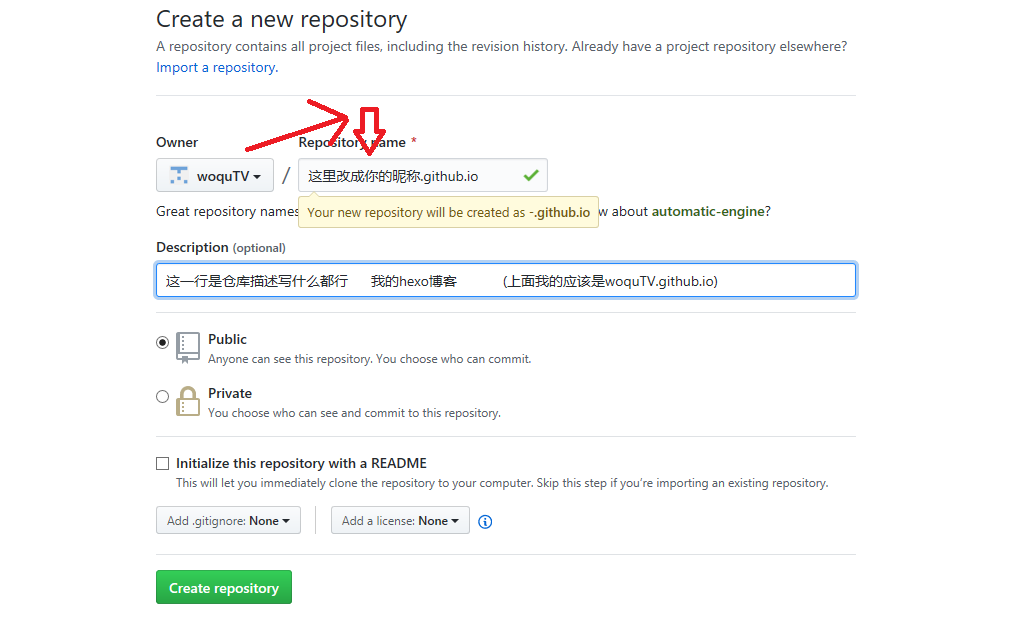 Create a new repository
A repository contains all project files, including the revision history. Already have a project repository elsewhere?
Import a repository.
Owner
Repository name *
woquTV
/
这里改成你的昵称.github.io
Great repository names
Your new repository will be created as -.github.io
w about automatic-engine?
Description (optional)
这一行是仓库描述写什么都行 我的hexo博客 (上面我的应该是woquTV.github.io)
Public
Anyone can see this repository. You choose who can commit.
Private
You choose who can see and commit to this repository.
Initialize this repository with a README
This will let you immediately clone the repository to your computer. Skip this step if you’re importing an existing repository.
Add .gitignore: None
Add a license: None
Create repository